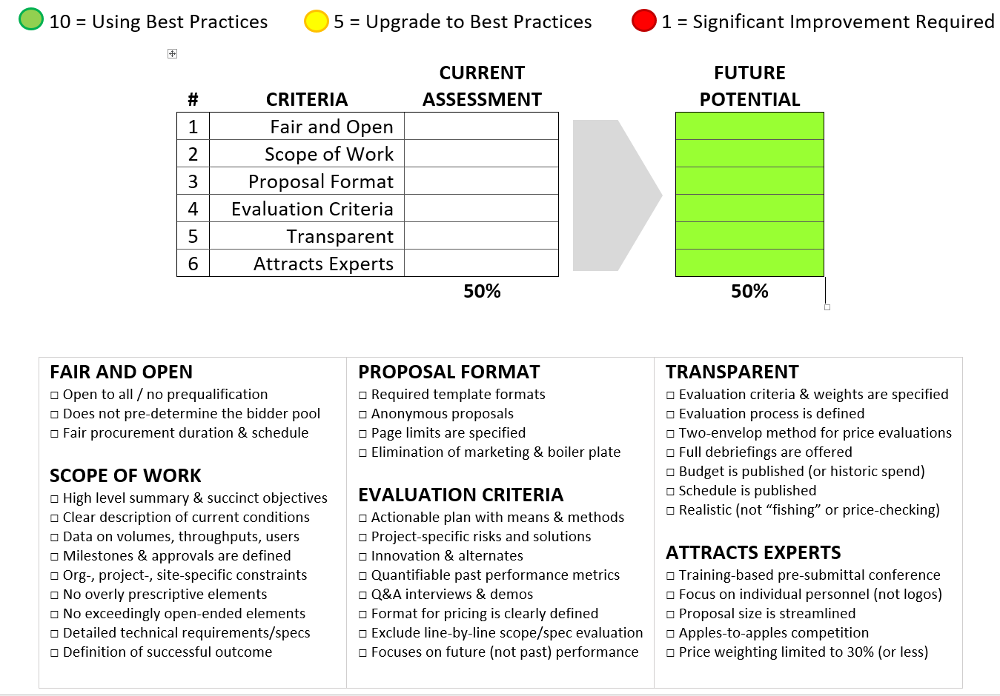 10 = Using Best Practices
5 = Upgrade to Best Practices
1 = Significant Improvement Required
CURRENT
FUTURE
# CRITERIA ASSESSMENT
POTENTIAL
1 Fair and Open
2 Scope of Work
3 Proposal Format
4 Evaluation Criteria
5 Transparent
6 Attracts Experts
50%
50%
FAIR AND OPEN
□ Open to all / no prequalification
□ Does not pre-determine the bidder pool
□ Fair procurement duration & schedule
SCOPE OF WORK
□ High level summary & succinct objectives
□ Clear description of current conditions
□ Data on volumes, throughputs, users
□ Milestones & approvals are defined
□ Org-, project-, site-specific constraints
□ No overly prescriptive elements
□ No exceedingly open-ended elements
□ Detailed technical requirements/specs
□ Definition of successful outcome
PROPOSAL FORMAT
□ Required template formats
□ Anonymous proposals
□ Page limits are specified
□ Elimination of marketing & boiler plate
EVALUATION CRITERIA
□ Actionable plan with means & methods
□ Project-specific risks and solutions
□ Innovation & alternates
□ Quantifiable past performance metrics
□ Q&A interviews & demos
□ Format for pricing is clearly defined
□ Exclude line-by-line scope/spec evaluation
□ Focuses on future (not past) performance
TRANSPARENT
□ Evaluation criteria & weights are specified
□ Evaluation process is defined
□ Two-envelop method for price evaluations
□ Full debriefings are offered
□ Budget is published (or historic spend)
□ Schedule is published
□ Realistic (not “fishing” or price-checking)
ATTRACTS EXPERTS
□ Training-based pre-submittal conference
□ Focus on individual personnel (not logos)
□ Proposal size is streamlined
□ Apples-to-apples competition
□ Price weighting limited to 30% (or less)